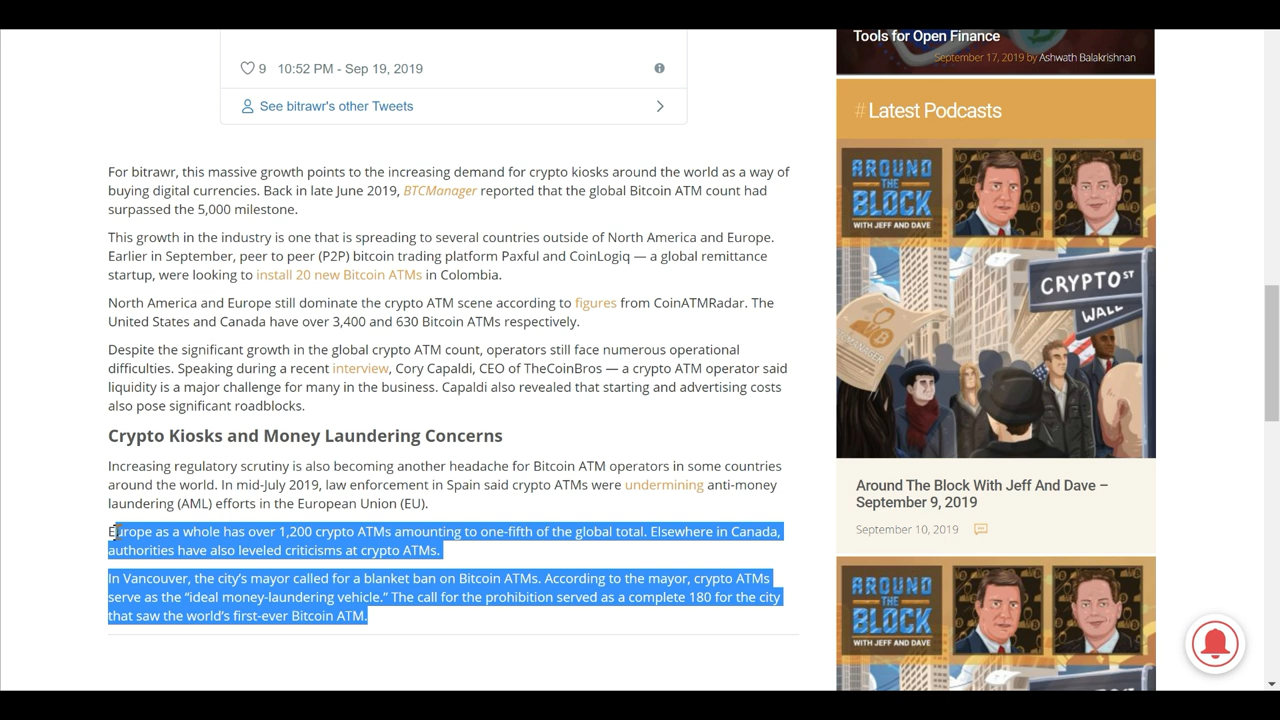 9 10:52 PM - Sep 19, 2019
See bitrawr's other Tweets
For bitrawr, this massive growth points to the increasing demand for crypto kiosks around the world as a way of
buying digital currencies. Back in late June 2019, BTCManager reported that the global Bitcoin ATM count had
surpassed the 5,000 milestone.
This growth in the industry is one that is spreading to several countries outside of North America and Europe.
Earlier in September, peer to peer (P2P) bitcoin trading platform Paxful and CoinLogiq — a global remittance
startup, were looking to install 20 new Bitcoin ATMs in Colombia.
North America and Europe still dominate the crypto ATM scene according to figures from CoinATMRadar. The
United States and Canada have over 3,400 and 630 Bitcoin ATMs respectively.
Despite the significant growth in the global crypto ATM count, operators still face numerous operational
difficulties. Speaking during a recent interview, Cory Capaldi, CEO of TheCoinBros — a crypto ATM operator said
liquidity is a major challenge for many in the business. Capaldi also revealed that starting and advertising costs
also pose significant roadblocks.
Crypto Kiosks and Money Laundering Concerns
Increasing regulatory scrutiny is also becoming another headache for Bitcoin ATM operators in some countries
around the world. In mid-July 2019, law enforcement in Spain said crypto ATMs were undermining anti-money
laundering (AML) efforts in the European Union (EU).
Europe as a whole has over 1,200 crypto ATMs amounting to one-fifth of the global total. Elsewhere in Canada,
authorities have also leveled criticisms at crypto ATMs.
In Vancouver, the city's mayor called for a blanket ban on Bitcoin ATMs. According to the mayor, crypto ATMs
serve as the “ideal money-laundering vehicle.” The call for the prohibition served as a complete 180 for the city
that saw the world's first-ever Bitcoin ATM.
Tools for Open Finance
September 17, 2019 by Ashwath Balakrishnan
# Latest Podcasts
AROUND
THE
BLOCK
WITH JEFF AND DAVE
CRYPTO ST
WALL
MANAGER
Around The Block With Jeff And Dave –
September 9, 2019
September 10, 2019
AROUND
THE
BLOCK
WITH JEFF AND DAVE